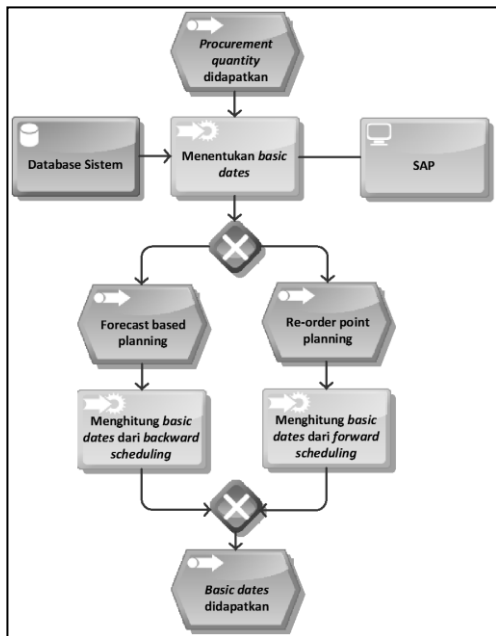 Procurement
quantity
didapatkan
Database Sistem
Menentukan basic
dates
SAP
Forecast based
planning
Re-order point
planning
Menghitung basic
dates dari backward
scheduling
Menghitung basic
dates dari forward
scheduling
Basic dates
didapatkan